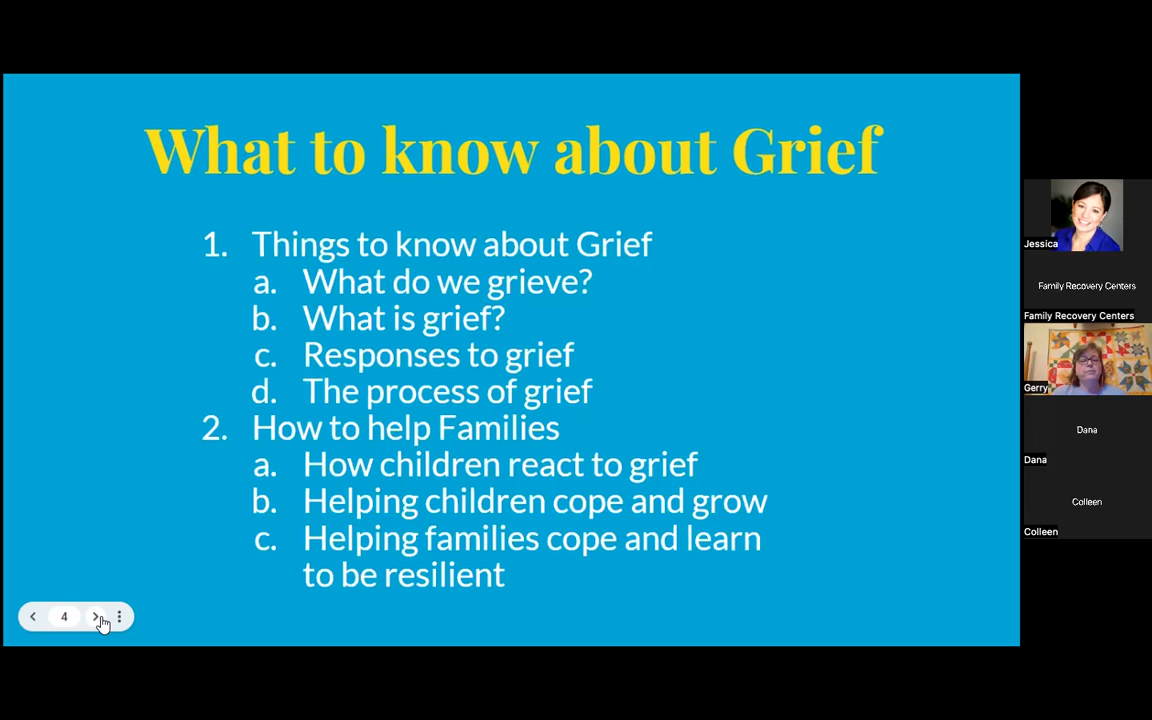 What to know about Grief
1. Things to know about Grief
a. What do we grieve?
b. What is grief?
c. Responses to grief
d. The process of grief
2. How to help Families
a. How children react to grief
b. Helping children cope and grow
c. Helping families cope and learn
to be resilient
4
Jessica
Family Recovery Centers
Family Recovery Centers
Gerry
Dana
Dana
Colleen
Colleen